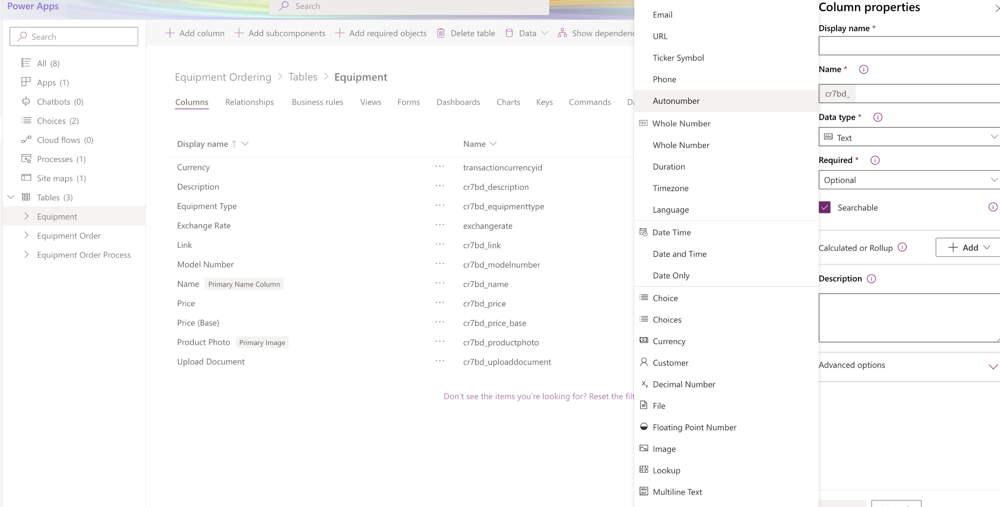 Power Apps
Search
Search
All (8)
Apps (1)
Chatbots (0)
Choices (2)
Cloud flows (0)
Processes (1)
Site maps (1)
Tables (3)
Equipment
Equipment Order
Equipment Order Process
Add column
Add subcomponents
Add required objects
Delete table
Data
Show dependenc
Equipment Ordering > Tables > Equipment
Columns
Relationships
Business rules
Views
Forms
Dashboards
Charts
Keys
Commands
Da
Display name ↑
Name
Currency ··· transactioncurrencyid
Description ··· cr7bd_description
Equipment Type ··· cr7bd_equipmenttype
Exchange Rate ··· exchangerate
Link ··· cr7bd_link
Model Number ··· cr7bd_modelnumber
Name Primary Name Column ··· cr7bd_name
Price ··· cr7bd_price
Price (Base) ··· cr7bd_price_base
Product Photo Primary Image ··· cr7bd_productphoto
Upload Document ··· cr7bd_uploaddocument
Don't see the items you're looking for? Reset the filt
Email
URL
Ticker Symbol
Phone
Autonumber
123 Whole Number
Whole Number
Duration
Timezone
Language
Date Time
Date and Time
Date Only
Choice
Choices
Currency
Customer
X₂ Decimal Number
File
Floating Point Number
Image
Lookup
Abc def Multiline Text
Column properties
Display name *
Name *
cr7bd_
Data type *
Abc Text
Required *
Optional
Searchable
Calculated or Rollup
Add
Description
Advanced options